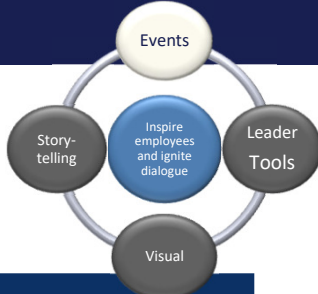 Events
Story-
telling
Inspire
employees
and ignite
dialogue
Leader
Tools
Visual